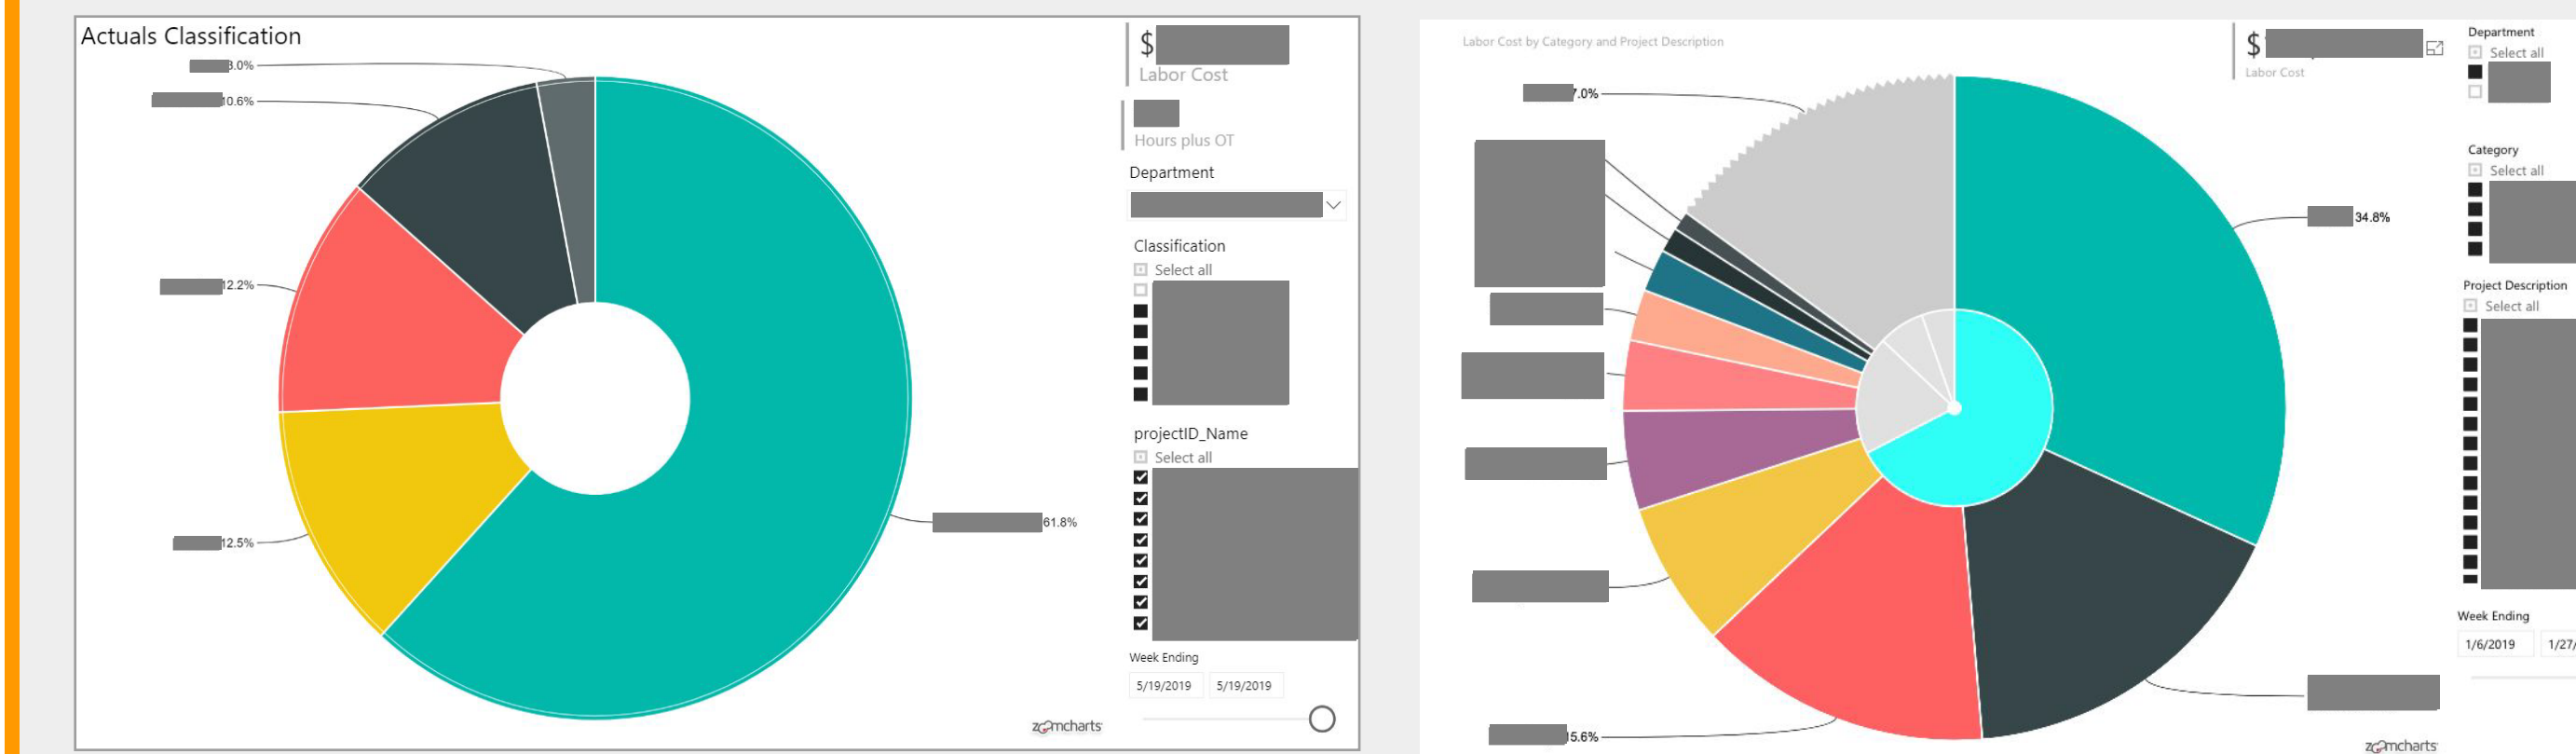 Actuals Classification
$
Labor Cost
Hours plus OT
Department
Classification
Select all
projectID_Name
Select all
Week Ending
5/19/2019 5/19/2019
3.0%
10.6%
12.2%
12.5%
61.8%
zoomcharts
Labor Cost by Category and Project Description
$
Labor Cost
7.0%
34.8%
5.6%
zoomcharts
Department
Select all
Category
Select all
Project Description
Select all
Week Ending
1/6/2019 1/27/